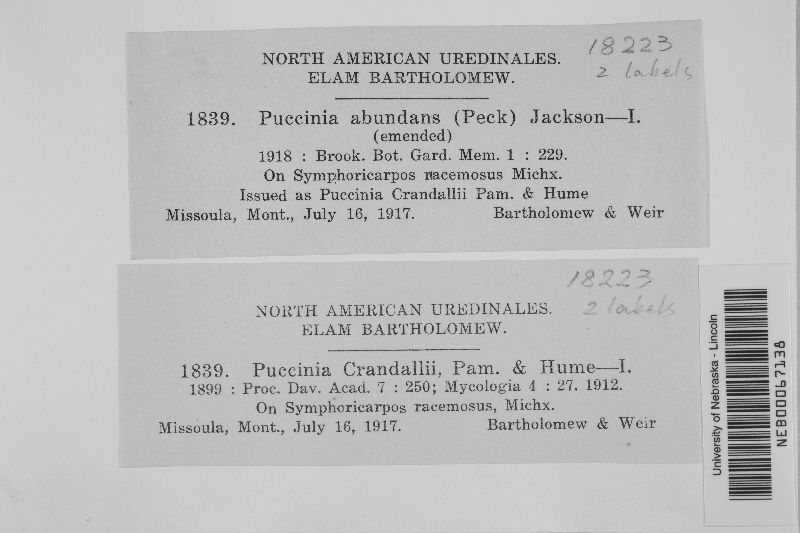 18223
2 labels
NORTH AMERICAN UREDINALES.
ELAM BARTHOLOMEW.
1839. Puccinia abundans (Peck) Jackson—I.
(emended)
1918 : Brook. Bot. Gard. Mem. 1 : 229.
On Symphoricarpos racemosus Michx.
Issued as Puccinia Crandallii Pam. & Hume
Missoula, Mont., July 16, 1917. Bartholomew & Weir
18223
2 labels
NORTH AMERICAN UREDINALES.
ELAM BARTHOLOMEW.
1839. Puccinia Crandallii, Pam. & Hume—I.
1899 : Proc. Dav. Acad. 7 : 250; Mycologia 4 : 27. 1912.
On Symphoricarpos racemosus, Michx.
Missoula, Mont., July 16, 1917. Bartholomew & Weir
University of Nebraska - Lincoln
NEB00067138